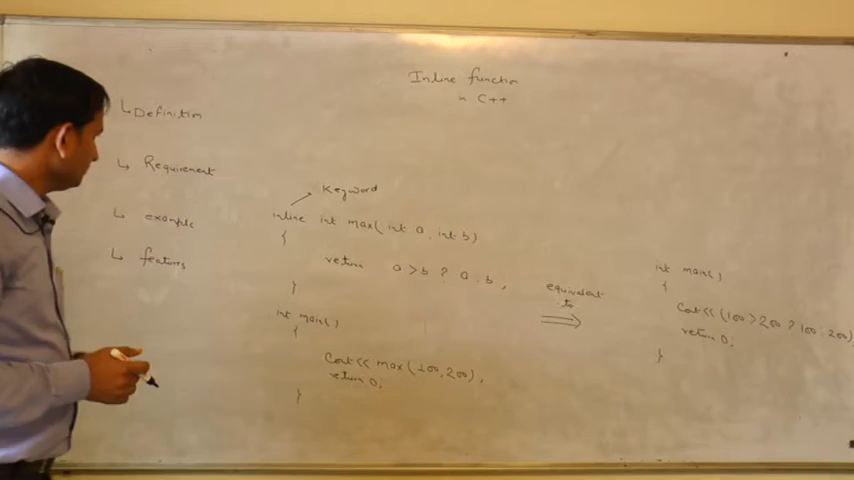 Inline function
in C++
↳ Definition
↳ Requirement
↳ example
↳ features
Keyword
inline int max( int a, int b)
{
return a > b ? a : b ;
}
int main( )
{
Cout << max (100, 200) ;
return 0;
}
equivalent
to
⟹
int main( )
{
Cout << (100 > 200 ? 100 : 200)
return 0;
}